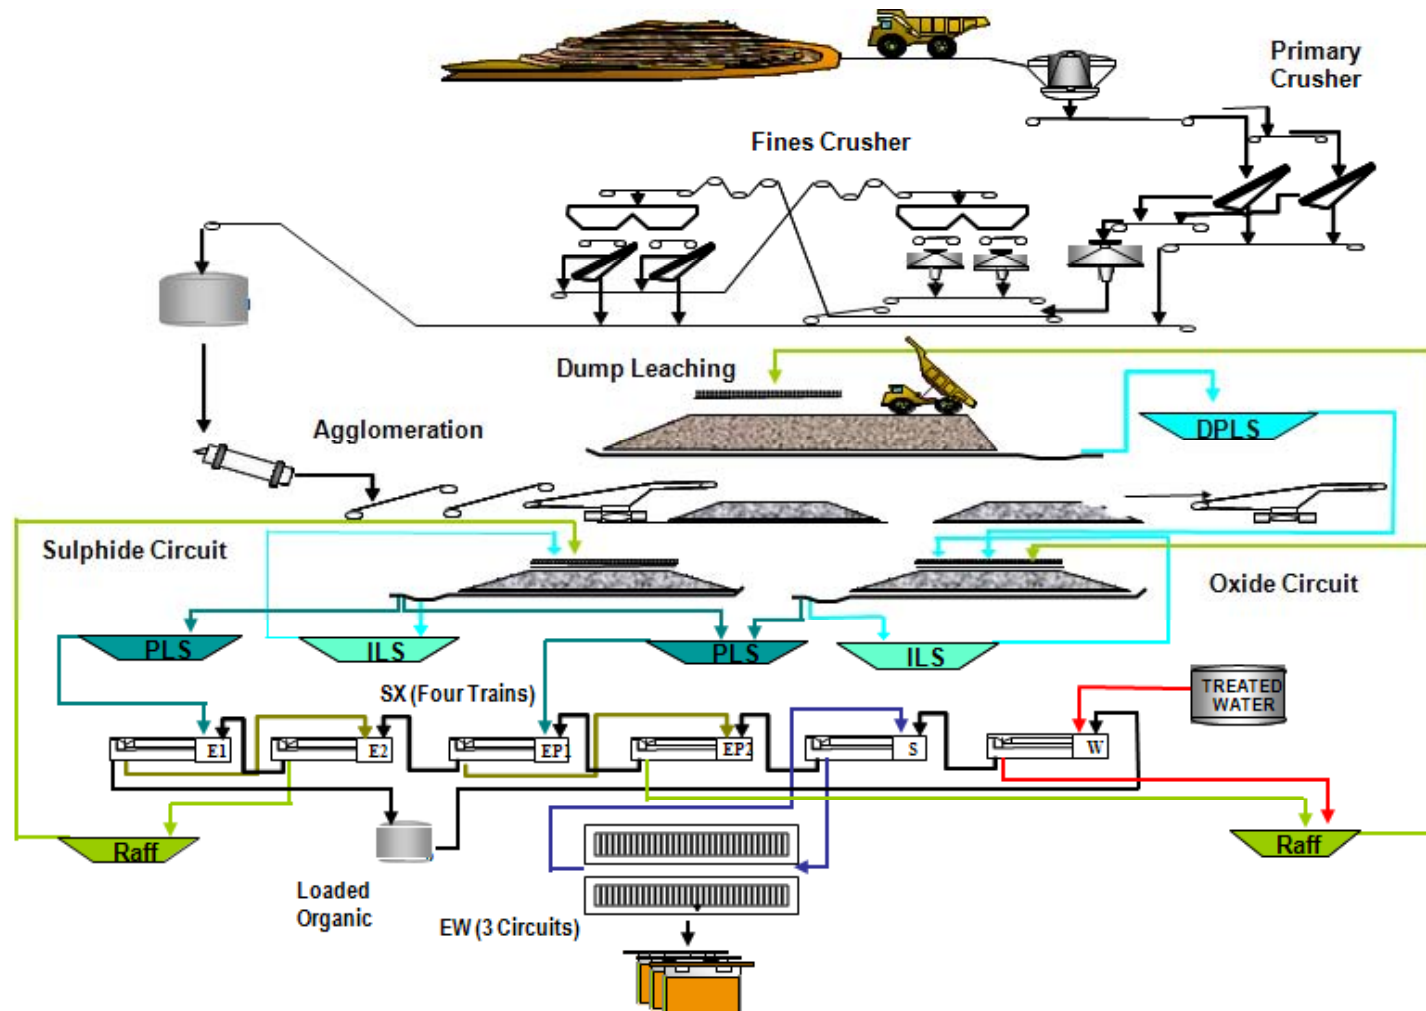 Primary
Crusher
Fines Crusher
Dump Leaching
DPLS
Agglomeration
Sulphide Circuit
Oxide Circuit
PLS
ILS
PLS
ILS
SX (Four Trains)
TREATED
WATER
E1
E2
EP1
EP2
S
W
Raff
Raff
Loaded
Organic
EW (3 Circuits)